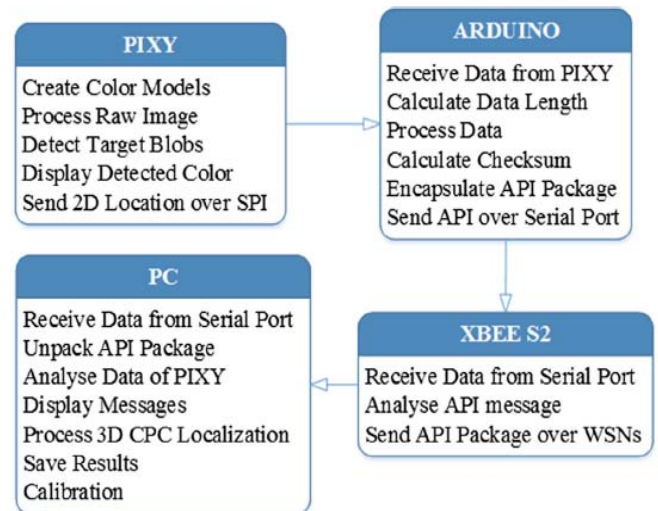 PIXY
Create Color Models
Process Raw Image
Detect Target Blobs
Display Detected Color
Send 2D Location over SPI
ARDUINO
Receive Data from PIXY
Calculate Data Length
Process Data
Calculate Checksum
Encapsulate API Package
Send API over Serial Port
XBEE S2
Receive Data from Serial Port
Analyse API message
Send API Package over WSNs
PC
Receive Data from Serial Port
Unpack API Package
Analyse Data of PIXY
Display Messages
Process 3D CPC Localization
Save Results
Calibration